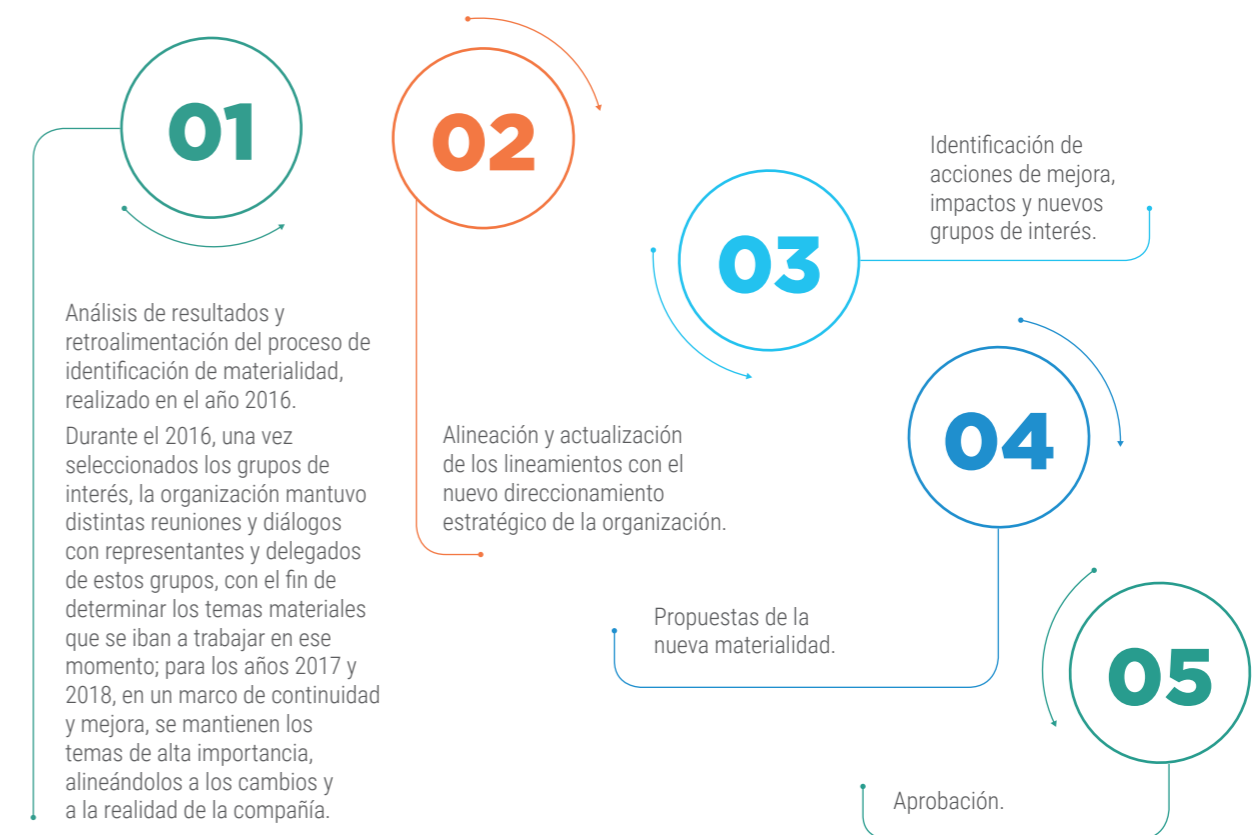 01
Análisis de resultados y
retroalimentación del proceso de
identificación de materialidad,
realizado en el año 2016.
Durante el 2016, una vez
seleccionados los grupos de
interés, la organización mantuvo
distintas reuniones y diálogos
con representantes y delegados
de estos grupos, con el fin de
determinar los temas materiales
que se iban a trabajar en ese
momento; para los años 2017 y
2018, en un marco de continuidad
y mejora, se mantienen los
temas de alta importancia,
alineándolos a los cambios y
a la realidad de la compañía.
02
Alineación y actualización
de los lineamientos con el
nuevo direccionamiento
estratégico de la organización.
03
Identificación de
acciones de mejora,
impactos y nuevos
grupos de interés.
04
Propuestas de la
nueva materialidad.
05
Aprobación.